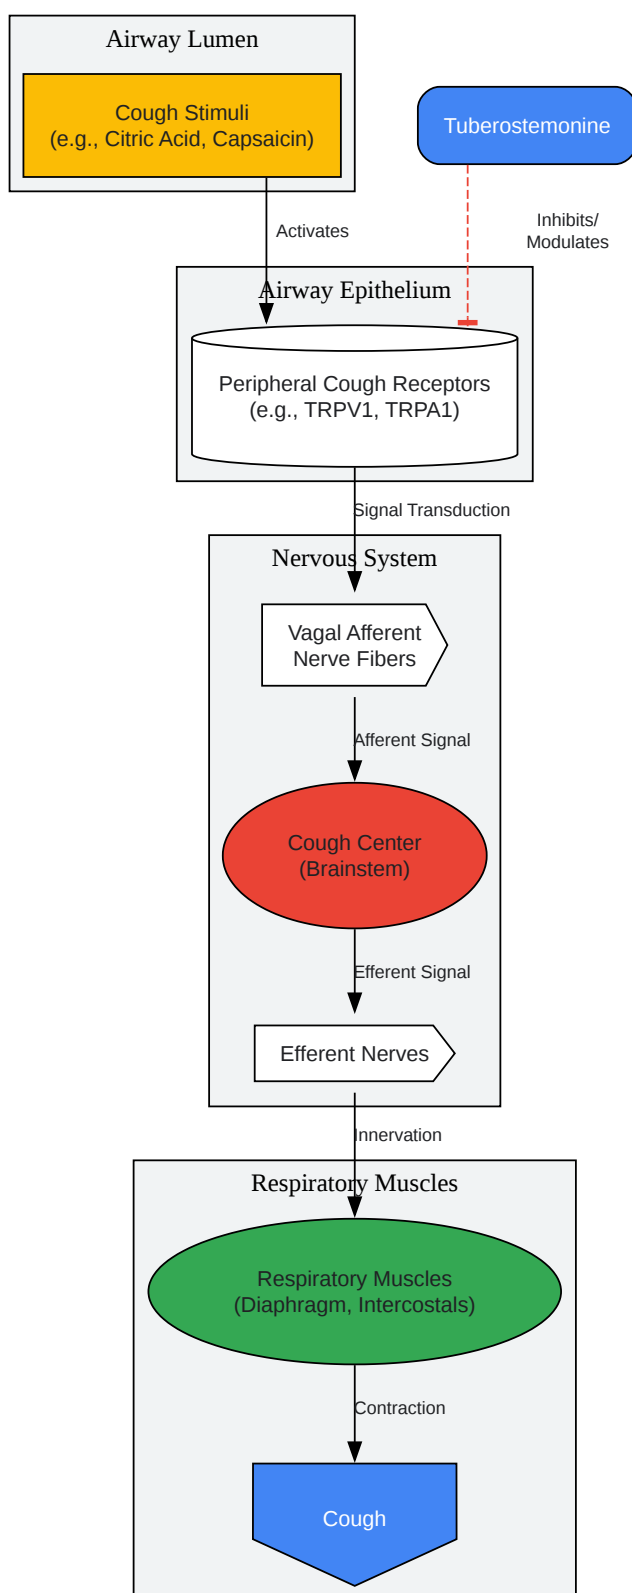 Airway Lumen
Cough Stimuli
(e.g., Citric Acid, Capsaicin)
Tuberostemonine
Activates
Inhibits/
Modulates
Airway Epithelium
Peripheral Cough Receptors
(e.g., TRPV1, TRPA1)
Signal Transduction
Nervous System
Vagal Afferent
Nerve Fibers
Afferent Signal
Cough Center
(Brainstem)
Efferent Signal
Efferent Nerves
Innervation
Respiratory Muscles
Respiratory Muscles
(Diaphragm, Intercostals)
Contraction
Cough